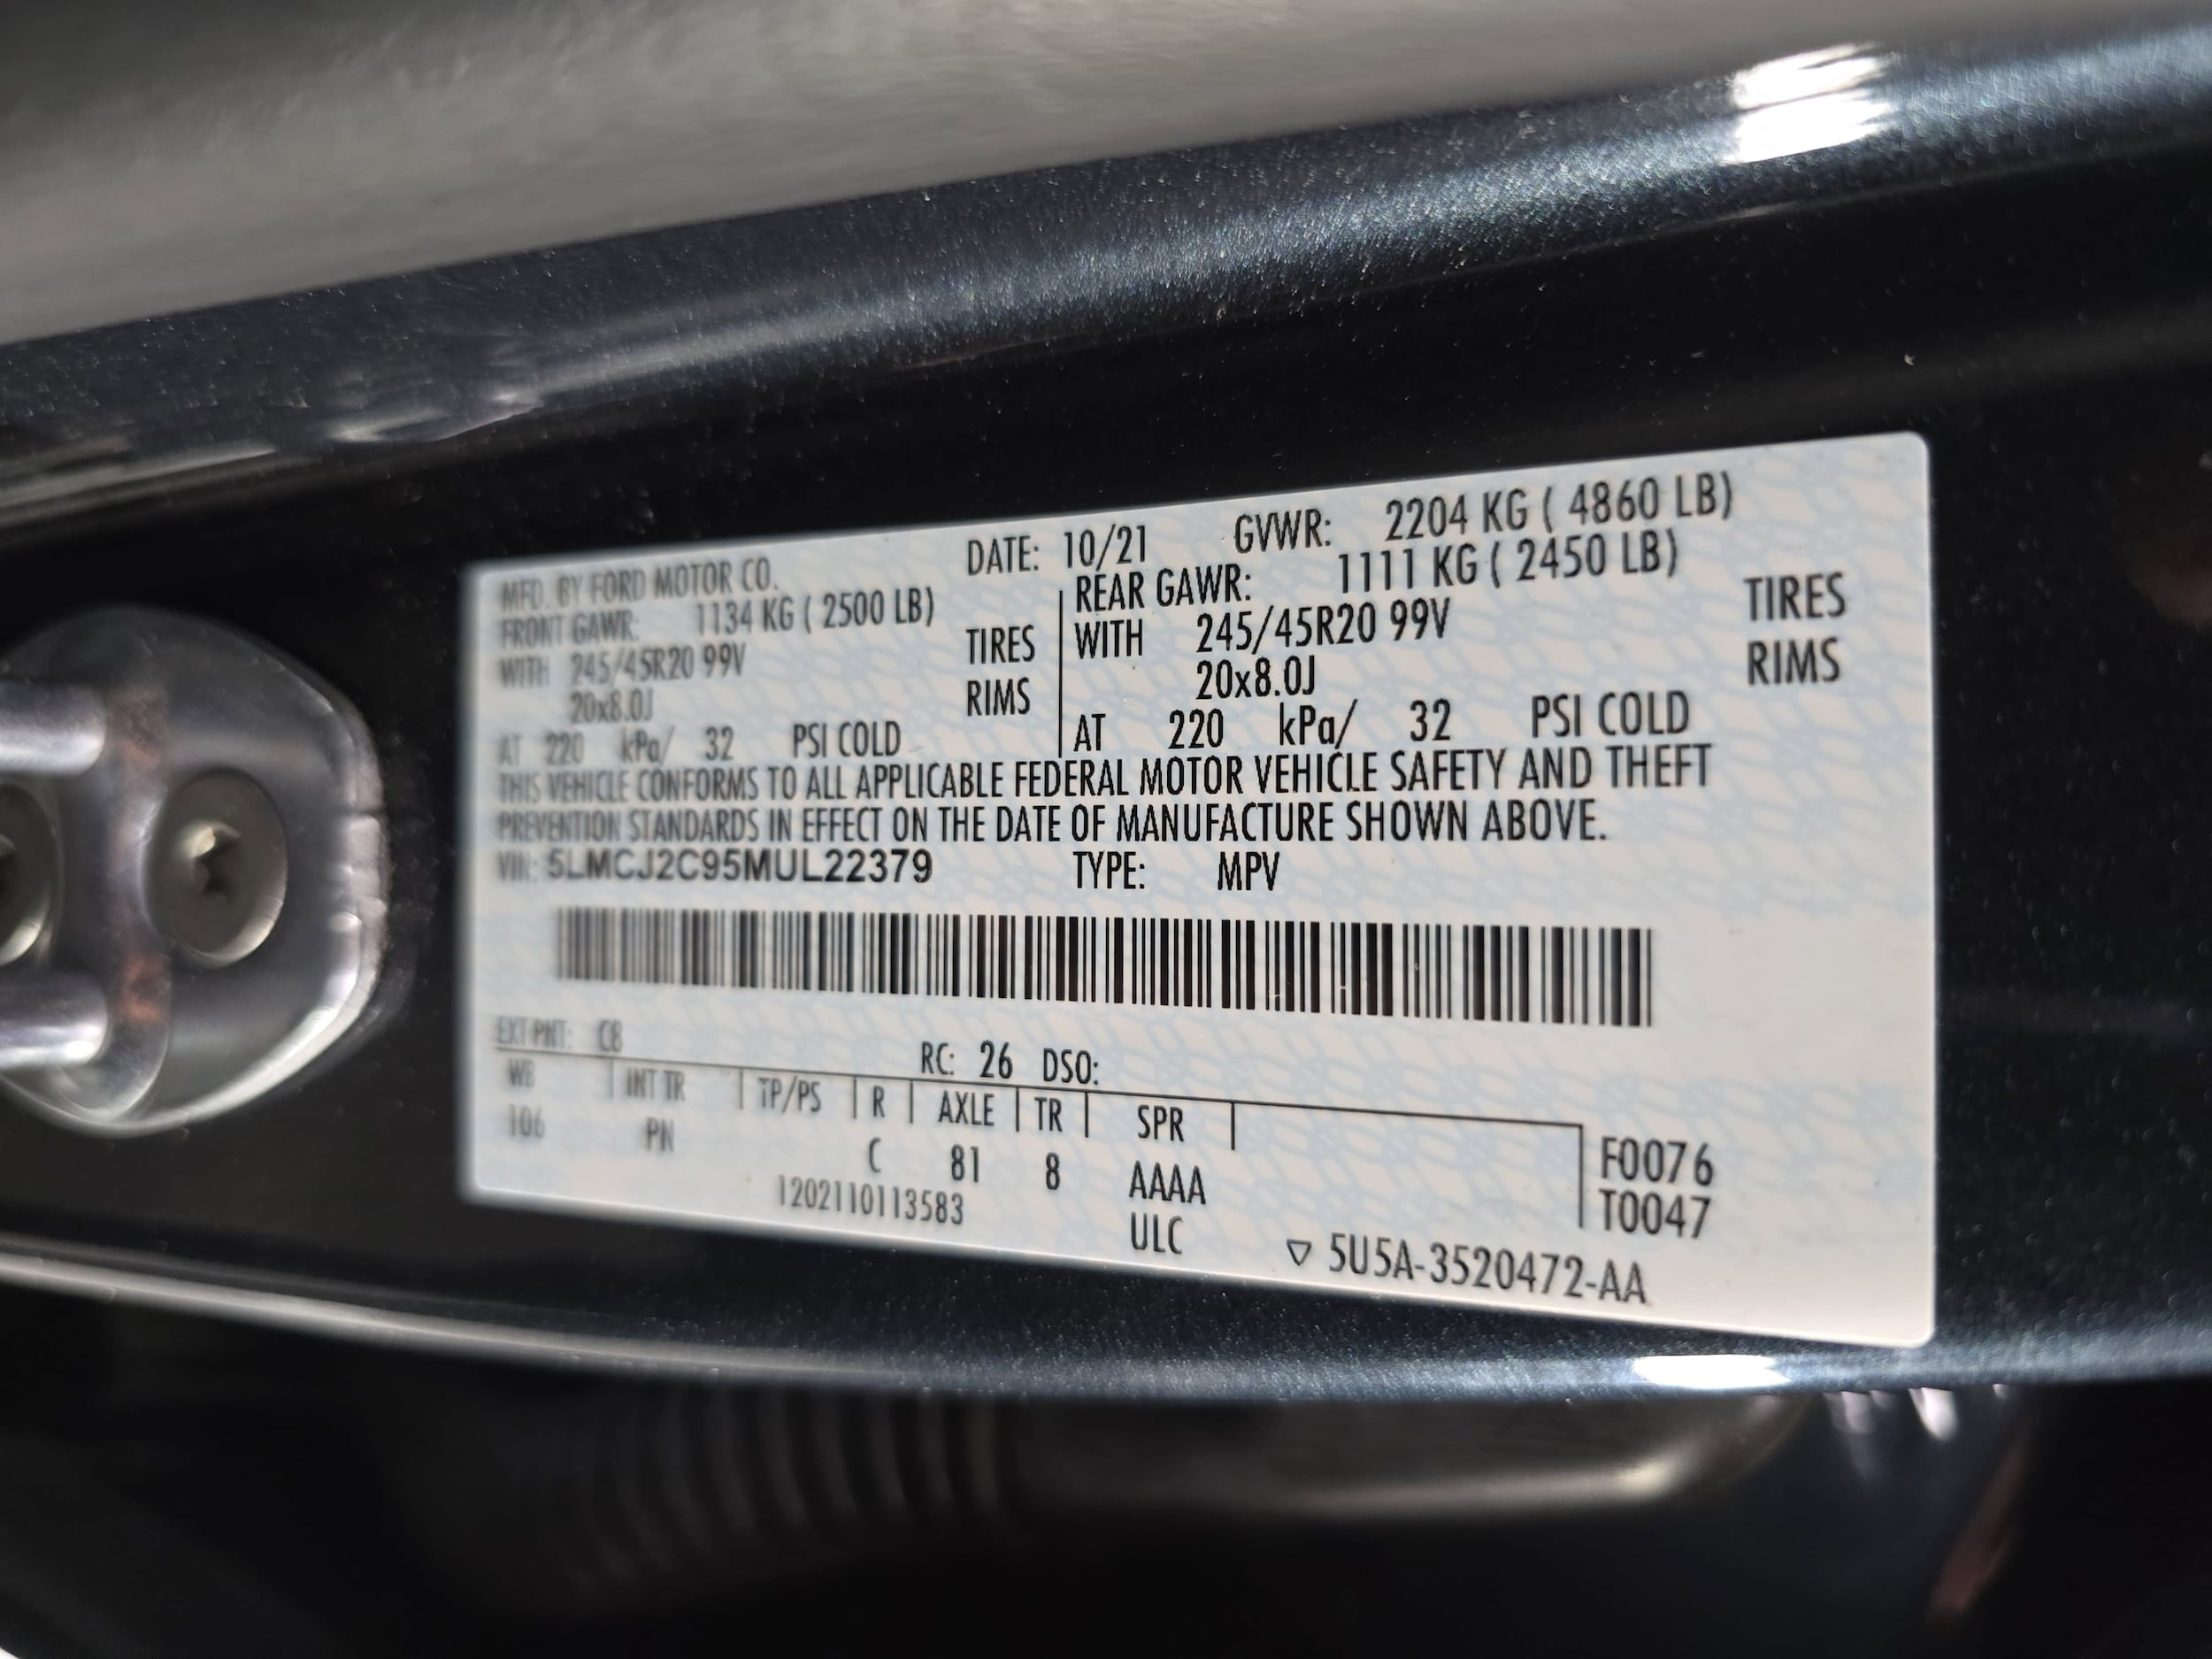 MFD. BY FORD MOTOR CO. DATE: 10/21 GVWR: 2204 KG ( 4860 LB)
FRONT GAWR: 1134 KG ( 2500 LB) REAR GAWR: 1111 KG ( 2450 LB)
WITH 245/45R20 99V TIRES WITH 245/45R20 99V TIRES
20x8.0J RIMS 20x8.0J RIMS
AT 220 kPa/ 32 PSI COLD AT 220 kPa/ 32 PSI COLD
THIS VEHICLE CONFORMS TO ALL APPLICABLE FEDERAL MOTOR VEHICLE SAFETY AND THEFT
PREVENTION STANDARDS IN EFFECT ON THE DATE OF MANUFACTURE SHOWN ABOVE.
VIN: 5LMCJ2C95MUL22379 TYPE: MPV
EXT PNT: C8 RC: 26 DSO:
WB INT TR TP/PS R AXLE TR SPR
106 PN C 81 8 AAAA F0076
1202110113583 ULC T0047
▽ 5U5A-3520472-AA